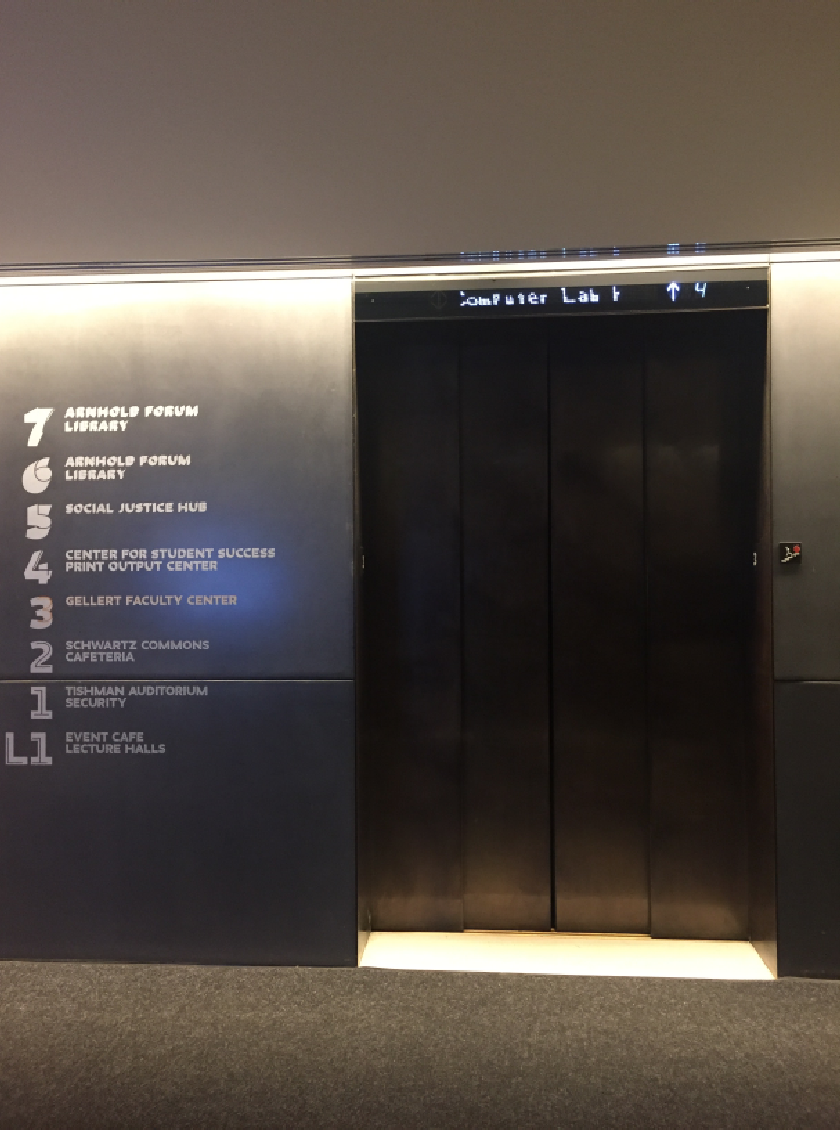 Computer Lab ↑ 4
7 ARNHOLD FORUM
LIBRARY
6 ARNHOLD FORUM
LIBRARY
5 SOCIAL JUSTICE HUB
4 CENTER FOR STUDENT SUCCESS
PRINT OUTPUT CENTER
3 GELLERT FACULTY CENTER
2 SCHWARTZ COMMONS
CAFETERIA
1 TISHMAN AUDITORIUM
SECURITY
L1 EVENT CAFE
LECTURE HALLS